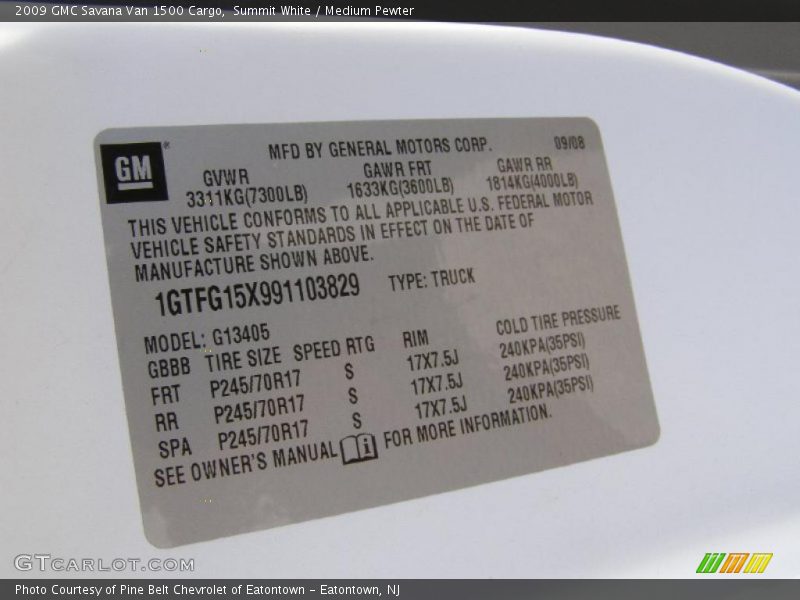 2009 GMC Savana Van 1500 Cargo, Summit White / Medium Pewter
GM®
MFD BY GENERAL MOTORS CORP. 09/08
GVWR GAWR FRT GAWR RR
3311KG(7300LB) 1633KG(3600LB) 1814KG(4000LB)
THIS VEHICLE CONFORMS TO ALL APPLICABLE U.S. FEDERAL MOTOR
VEHICLE SAFETY STANDARDS IN EFFECT ON THE DATE OF
MANUFACTURE SHOWN ABOVE.
1GTFG15X991103829 TYPE: TRUCK
MODEL: G13405
GBBB TIRE SIZE SPEED RTG RIM COLD TIRE PRESSURE
FRT P245/70R17 S 17X7.5J 240KPA(35PSI)
RR P245/70R17 S 17X7.5J 240KPA(35PSI)
SPA P245/70R17 S 17X7.5J 240KPA(35PSI)
SEE OWNER'S MANUAL i FOR MORE INFORMATION.
GTCARLOT.COM
Photo Courtesy of Pine Belt Chevrolet of Eatontown – Eatontown, NJ